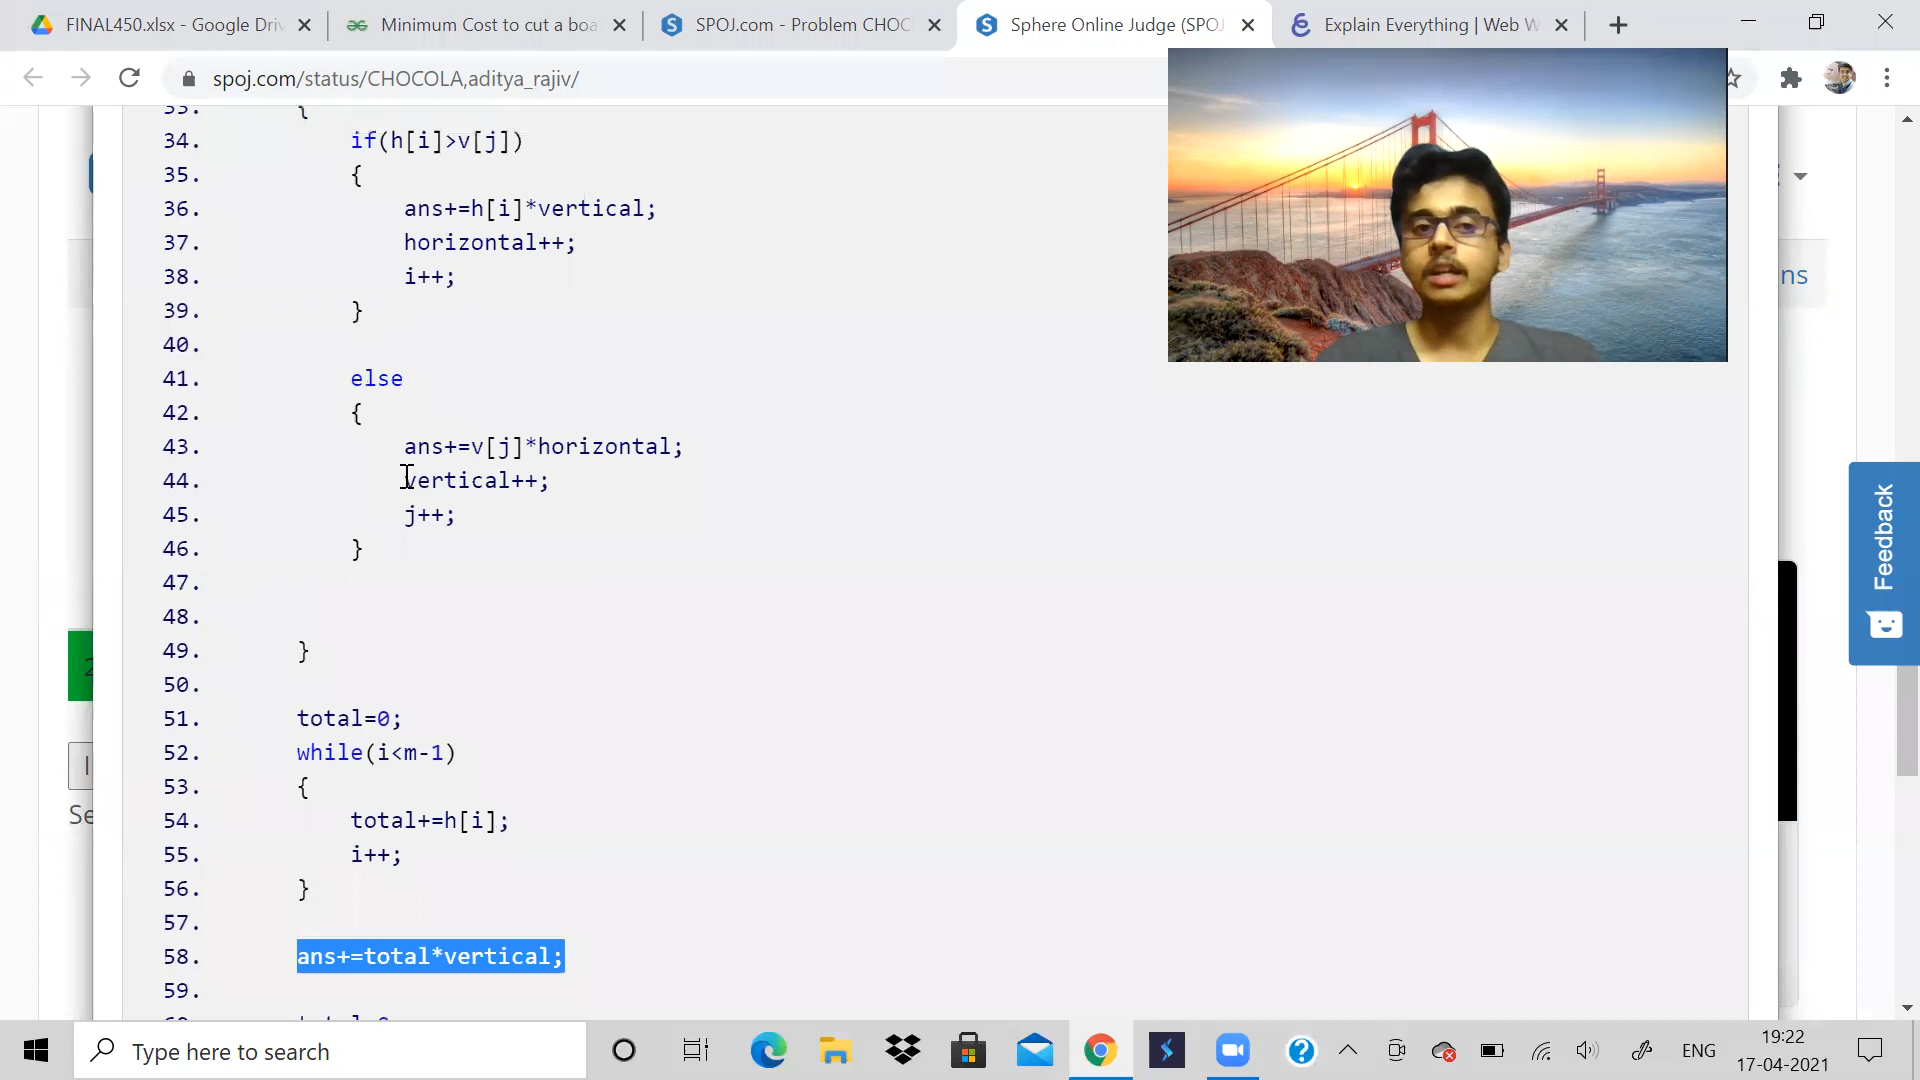 FINAL450.xlsx - Google Driv
Minimum Cost to cut a boa
SPOJ.com - Problem CHOC
Sphere Online Judge (SPOJ
Explain Everything | Web W
spoj.com/status/CHOCOLA,aditya_rajiv/
33. {
34. if(h[i]>v[j])
35. {
36. ans+=h[i]*vertical;
37. horizontal++;
38. i++;
39. }
40.
41. else
42. {
43. ans+=v[j]*horizontal;
44. vertical++;
45. j++;
46. }
47.
48.
49. }
50.
51. total=0;
52. while(i<m-1)
53. {
54. total+=h[i];
55. i++;
56. }
57.
58. ans+=total*vertical;
59.
ns
Feedback
Se
Type here to search
ENG
19:22
17-04-2021